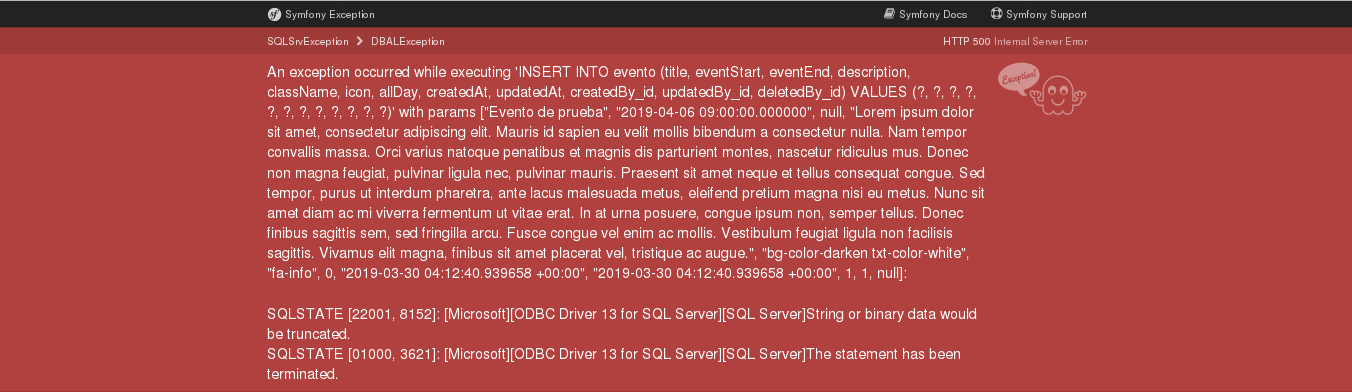 Symfony Exception
Symfony Docs
Symfony Support
SQLSrvException > DBALException
HTTP 500 Internal Server Error
An exception occurred while executing 'INSERT INTO evento (title, eventStart, eventEnd, description,
className, icon, allDay, createdAt, updatedAt, createdBy_id, updatedBy_id, deletedBy_id) VALUES (?, ?, ?, ?,
?, ?, ?, ?, ?, ?, ?, ?)' with params ["Evento de prueba", "2019-04-06 09:00:00.000000", null, "Lorem ipsum dolor
sit amet, consectetur adipiscing elit. Mauris id sapien eu velit mollis bibendum a consectetur nulla. Nam tempor
convallis massa. Orci varius natoque penatibus et magnis dis parturient montes, nascetur ridiculus mus. Donec
non magna feugiat, pulvinar ligula nec, pulvinar mauris. Praesent sit amet neque et tellus consequat congue. Sed
tempor, purus ut interdum pharetra, ante lacus malesuada metus, eleifend pretium magna nisi eu metus. Nunc sit
amet diam ac mi viverra fermentum ut vitae erat. In at urna posuere, congue ipsum non, semper tellus. Donec
finibus sagittis sem, sed fringilla arcu. Fusce congue vel enim ac mollis. Vestibulum feugiat ligula non facilisis
sagittis. Vivamus elit magna, finibus sit amet placerat vel, tristique ac augue.", "bg-color-darken txt-color-white",
"fa-info", 0, "2019-03-30 04:12:40.939658 +00:00", "2019-03-30 04:12:40.939658 +00:00", 1, 1, null]:
SQLSTATE [22001, 8152]: [Microsoft][ODBC Driver 13 for SQL Server][SQL Server]String or binary data would
be truncated.
SQLSTATE [01000, 3621]: [Microsoft][ODBC Driver 13 for SQL Server][SQL Server]The statement has been
terminated.
Exception!